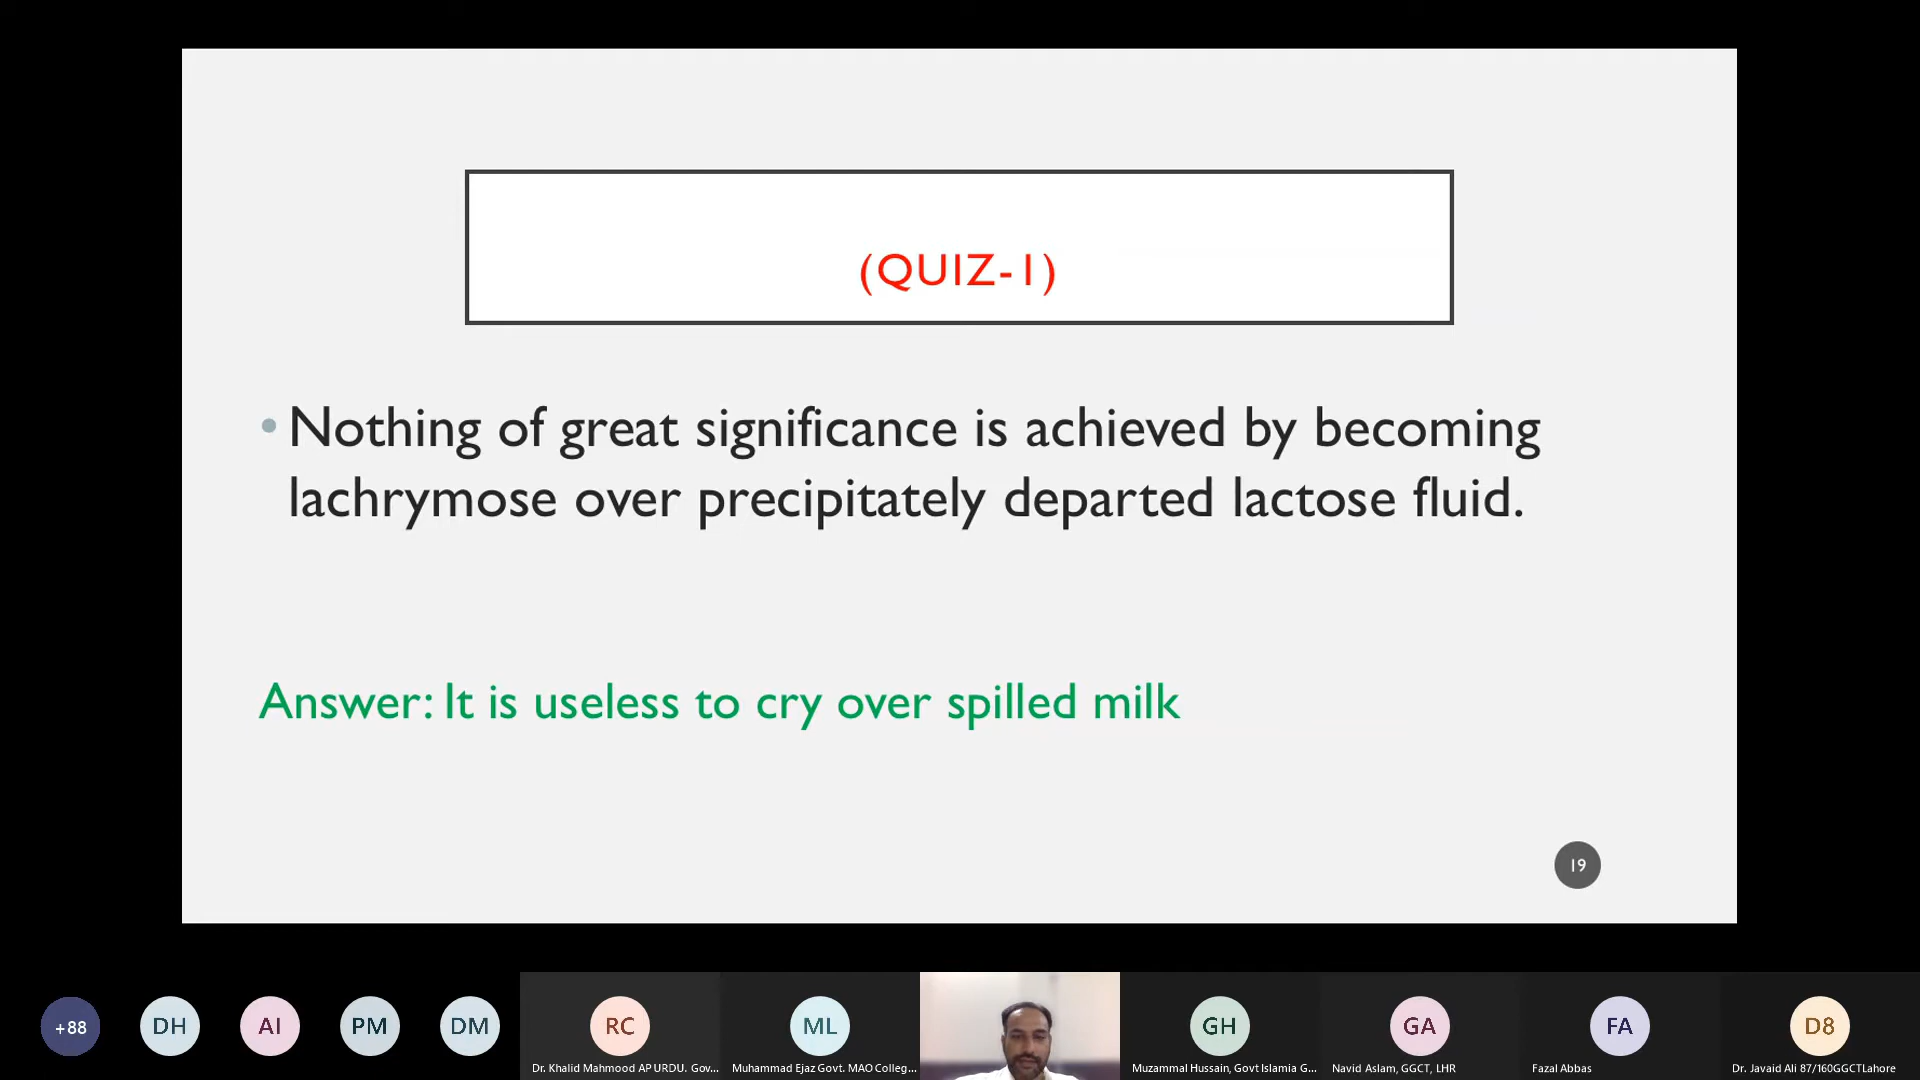 (QUIZ-1)
• Nothing of great significance is achieved by becoming
lachrymose over precipitately departed lactose fluid.
Answer: It is useless to cry over spilled milk
19
+88
DH
AI
PM
DM
RC
ML
GH
GA
FA
D8
Dr. Khalid Mahmood AP URDU. Gov...
Muhammad Ejaz Govt. MAO Colleg...
Muzammal Hussain, Govt Islamia G...
Navid Aslam, GGCT, LHR
Fazal Abbas
Dr. Javaid Ali 87/160GGCTLahore